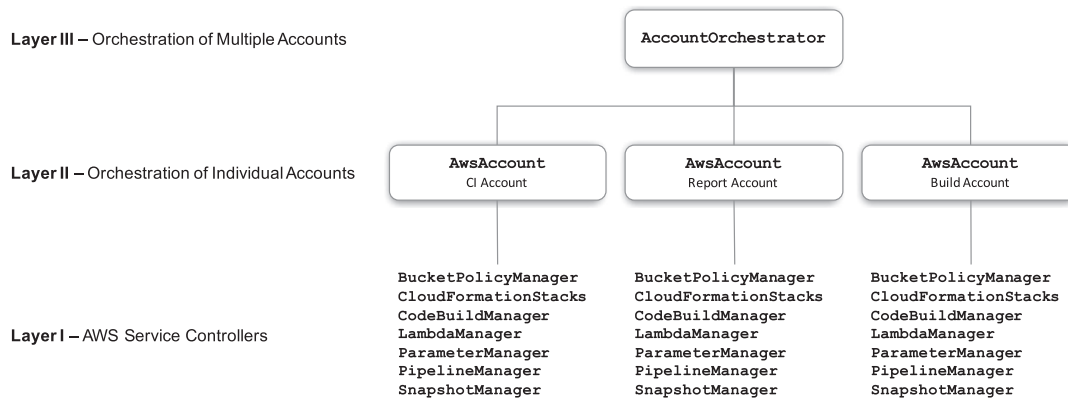 Layer III – Orchestration of Multiple Accounts
AccountOrchestrator
Layer II – Orchestration of Individual Accounts
AwsAccount
CI Account
AwsAccount
Report Account
AwsAccount
Build Account
Layer I – AWS Service Controllers
BucketPolicyManager
CloudFormationStacks
CodeBuildManager
LambdaManager
ParameterManager
PipelineManager
SnapshotManager
BucketPolicyManager
CloudFormationStacks
CodeBuildManager
LambdaManager
ParameterManager
PipelineManager
SnapshotManager
BucketPolicyManager
CloudFormationStacks
CodeBuildManager
LambdaManager
ParameterManager
PipelineManager
SnapshotManager